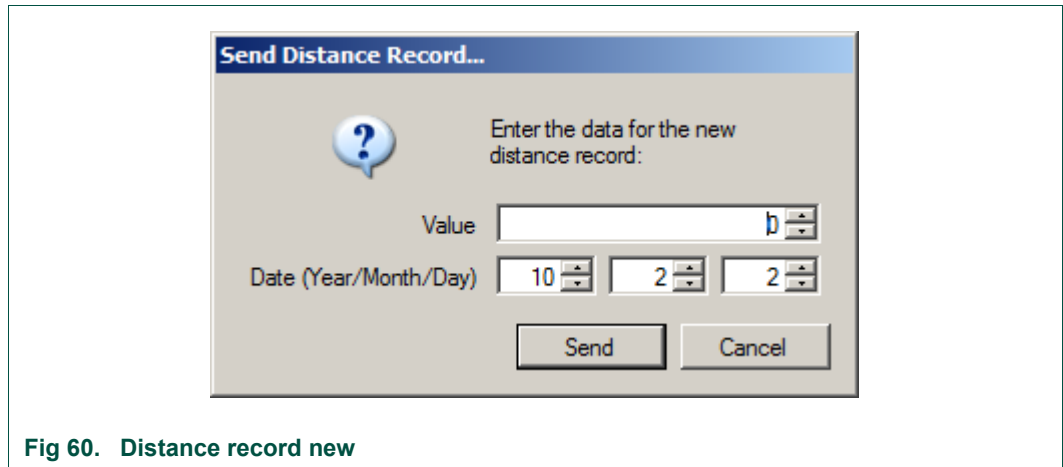 Send Distance Record...
Enter the data for the new
distance record:
Value 0
Date (Year/Month/Day) 10 2 2
Send Cancel
Fig 60. Distance record new